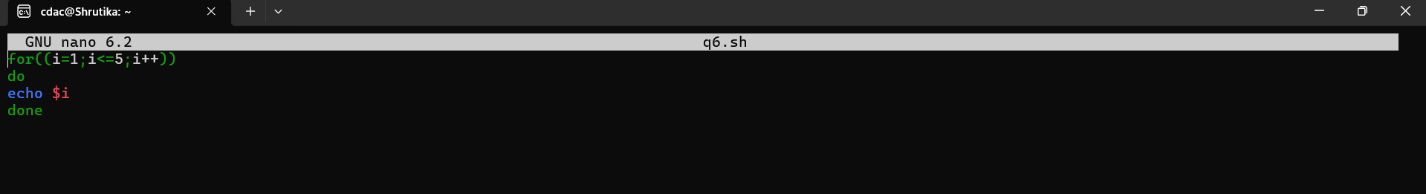 cdac@Shrutika: ~
GNU nano 6.2 q6.sh
for((i=1;i<=5;i++))
do
echo $i
done